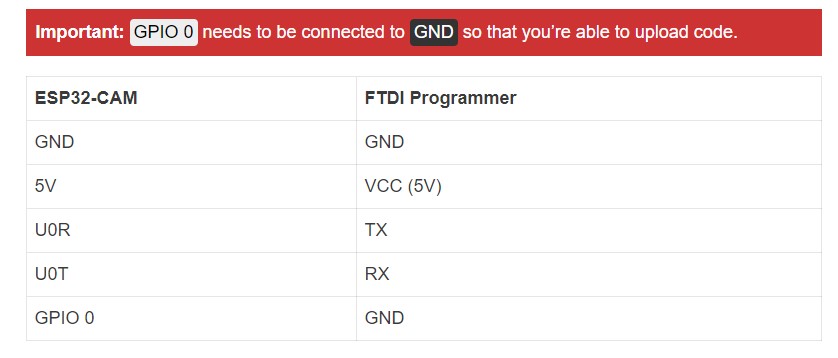 Important: GPIO 0 needs to be connected to GND so that you're able to upload code.
ESP32-CAM FTDI Programmer
GND GND
5V VCC (5V)
U0R TX
U0T RX
GPIO 0 GND